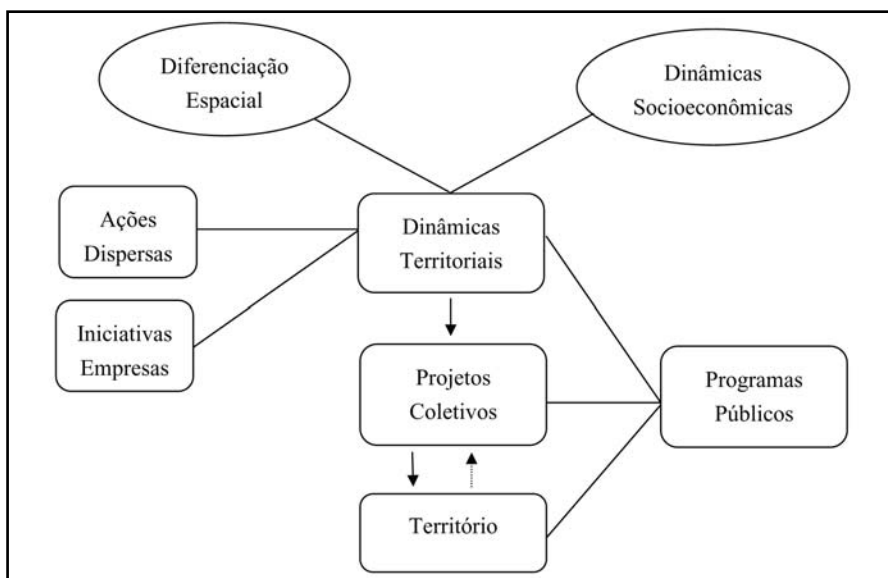 Diferenciação
Espacial
Dinâmicas
Socioeconômicas
Ações
Dispersas
Dinâmicas
Territoriais
Iniciativas
Empresas
Projetos
Coletivos
Programas
Públicos
Território